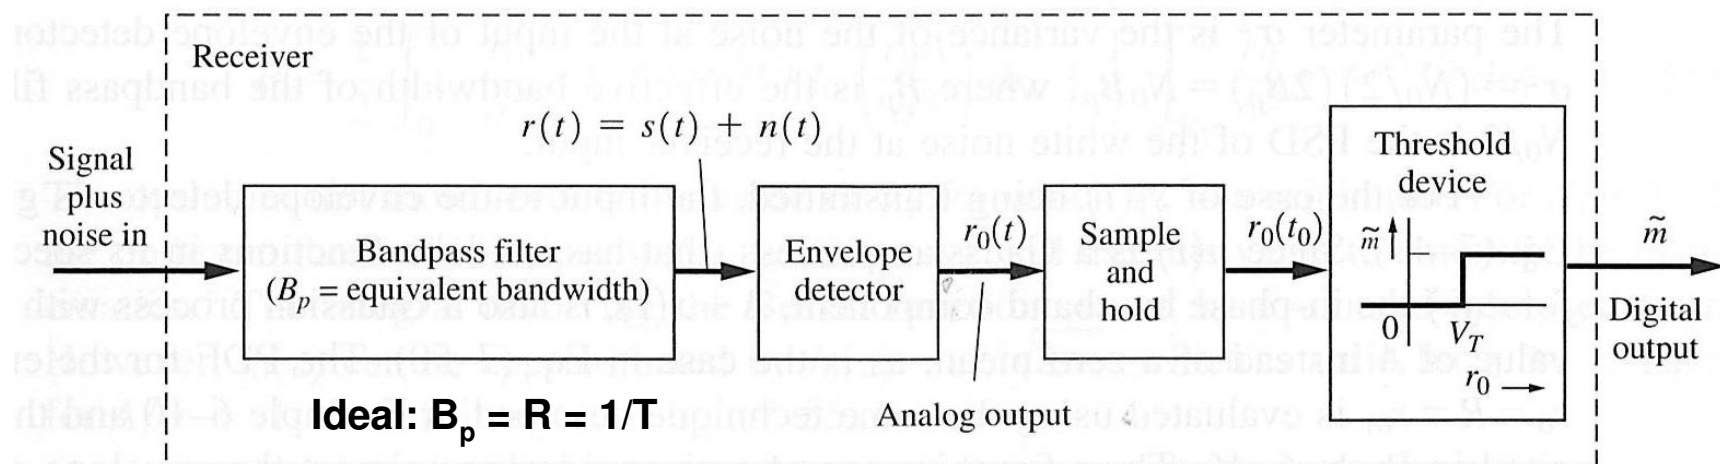 Receiver
r(t) = s(t) + n(t)
Signal
plus
noise in
Bandpass filter
(B_p = equivalent bandwidth)
Envelope
detector
r_0(t)
Sample
and
hold
r_0(t_0)
Threshold
device
m̃
0
V_T
r_0
m̃
Digital
output
Analog output
Ideal: B_p = R = 1/T